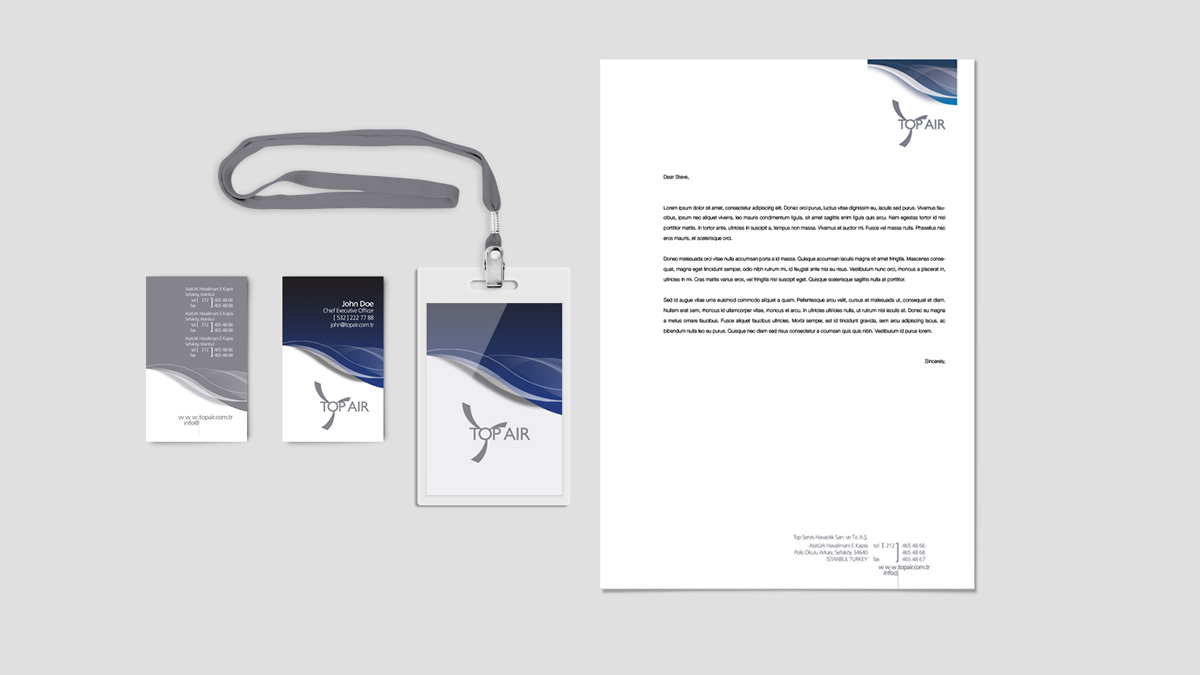 Atatürk Havalimanı E Kapısı
Sefaköy, İstanbul
tel [ 212 ] 465 48 66
fax 465 48 68
Atatürk Havalimanı E Kapısı
Sefaköy, İstanbul
tel [ 212 ] 465 48 66
fax 465 48 68
Atatürk Havalimanı E Kapısı
Sefaköy, İstanbul
tel [ 212 ] 465 48 66
fax 465 48 68
www.topair.com.tr
info@
John Doe
Chief Executive Officer
[ 532 ] 222 77 88
john@topair.com.tr
TOP AIR
TOP AIR
TOP AIR
Dear Steve,
Lorem ipsum dolor sit amet, consectetur adipiscing elit. Donec orci purus, luctus vitae dignissim eu, iaculis sed purus. Vivamus fau-
cibus, ipsum nec aliquet viverra, leo mauris condimentum ligula, sit amet sagittis enim ligula quis arcu. Nam egestas tortor id nisl
porttitor mattis. In tortor ante, ultricies in suscipit a, tempus non massa. Vivamus et auctor mi. Fusce vel massa nulla. Phasellus nec
eros mauris, et scelerisque orci.
Donec malesuada orci vitae nulla accumsan porta a id massa. Quisque accumsan iaculis magna sit amet fringilla. Maecenas conse-
quat, magna eget tincidunt semper, odio nibh rutrum mi, id feugiat ante nisi eu risus. Vestibulum nunc orci, rhoncus a placerat in,
ultricies in mi. Cras mattis varius eros, vel fringilla nisl suscipit eget. Quisque scelerisque sagittis nulla at porttitor.
Sed id augue vitae urna euismod commodo aliquet a quam. Pellentesque arcu velit, cursus et malesuada ut, consequat et diam.
Nullam erat sem, rhoncus id ullamcorper vitae, rhoncus et arcu. In ultricies ultricies nulla, ut rutrum nisl iaculis at. Donec eu magna
a metus ornare faucibus. Fusce aliquet faucibus ultricies. Morbi semper, est id tincidunt gravida, sem arcu adipiscing lacus, ac
bibendum nulla leo eu purus. Quisque nec diam sed risus consectetur a cumsan quis quis nibh. Vestibulum id purus lorem.
Sincerely,
Top Servis Havacılık San. ve Tic A.Ş.
Atatürk Havalimanı E Kapısı tel [ 212 ] 465 48 66
Polis Okulu Arkası, Sefaköy 34640 465 48 68
İSTANBUL TURKEY fax 465 48 67
www.topair.com.tr
info@